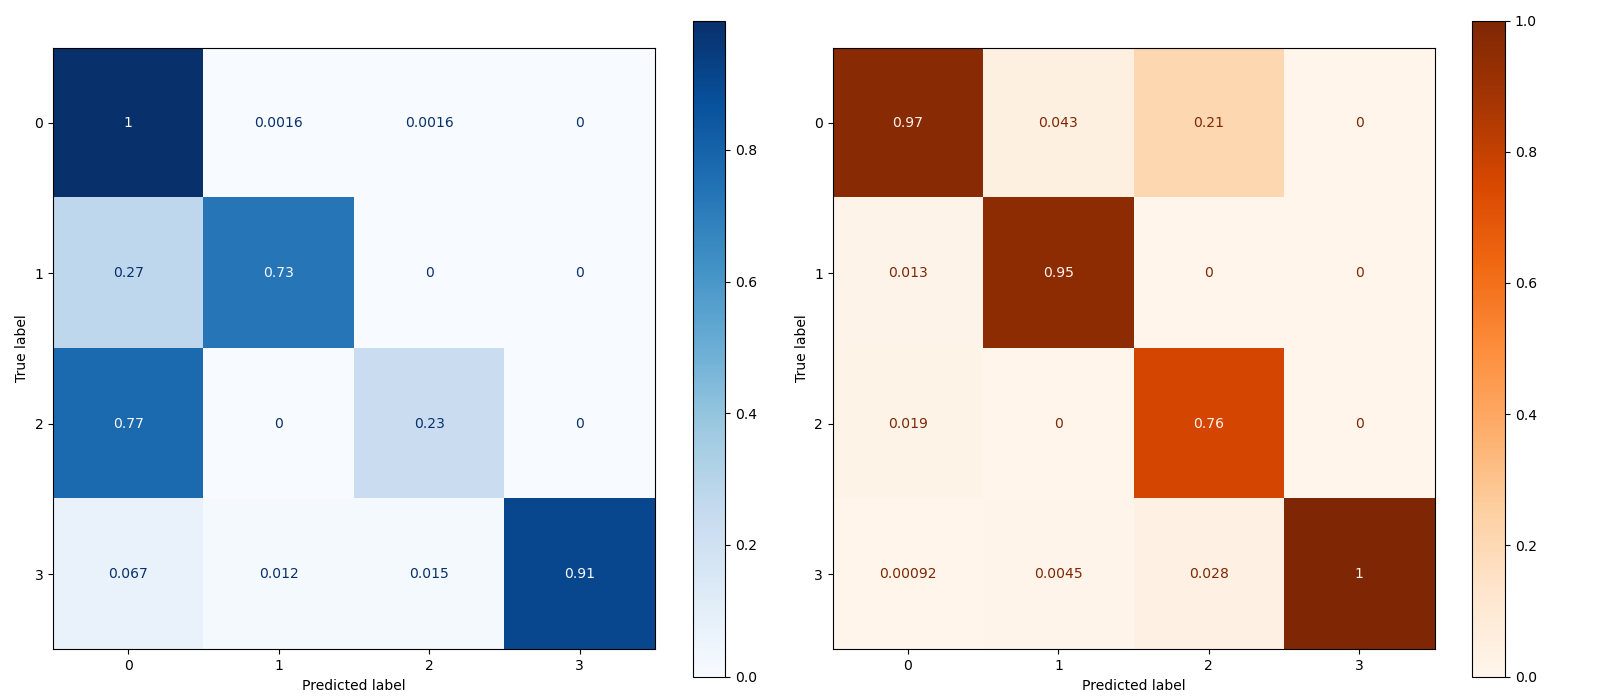 0 1 0.0016 0.0016 0
1 0.27 0.73 0 0
2 0.77 0 0.23 0
3 0.067 0.012 0.015 0.91
0 1 2 3
True label
Predicted label
0.8
0.6
0.4
0.2
0.0
0 0.97 0.043 0.21 0
1 0.013 0.95 0 0
2 0.019 0 0.76 0
3 0.00092 0.0045 0.028 1
0 1 2 3
True label
Predicted label
1.0
0.8
0.6
0.4
0.2
0.0